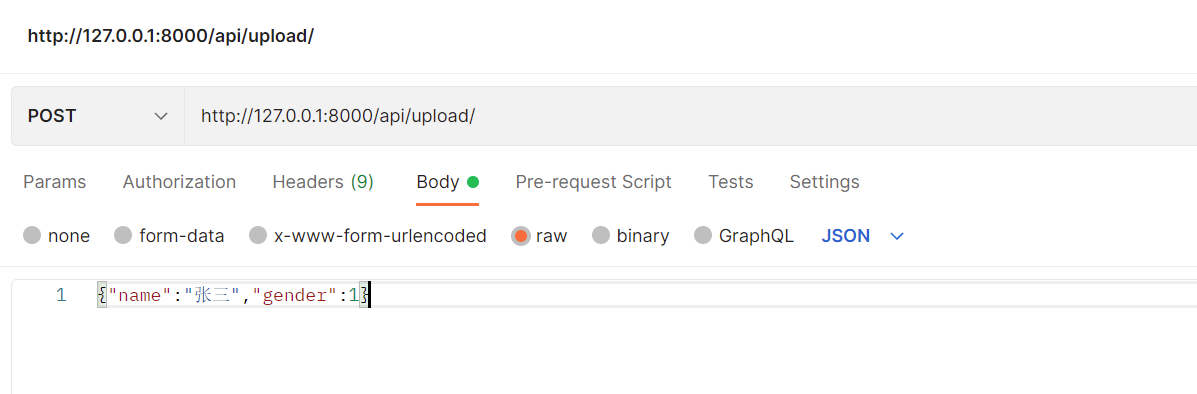 http://127.0.0.1:8000/api/upload/
POST http://127.0.0.1:8000/api/upload/
Params Authorization Headers (9) Body Pre-request Script Tests Settings
none form-data x-www-form-urlencoded raw binary GraphQL JSON
1 {"name":"张三","gender":1}